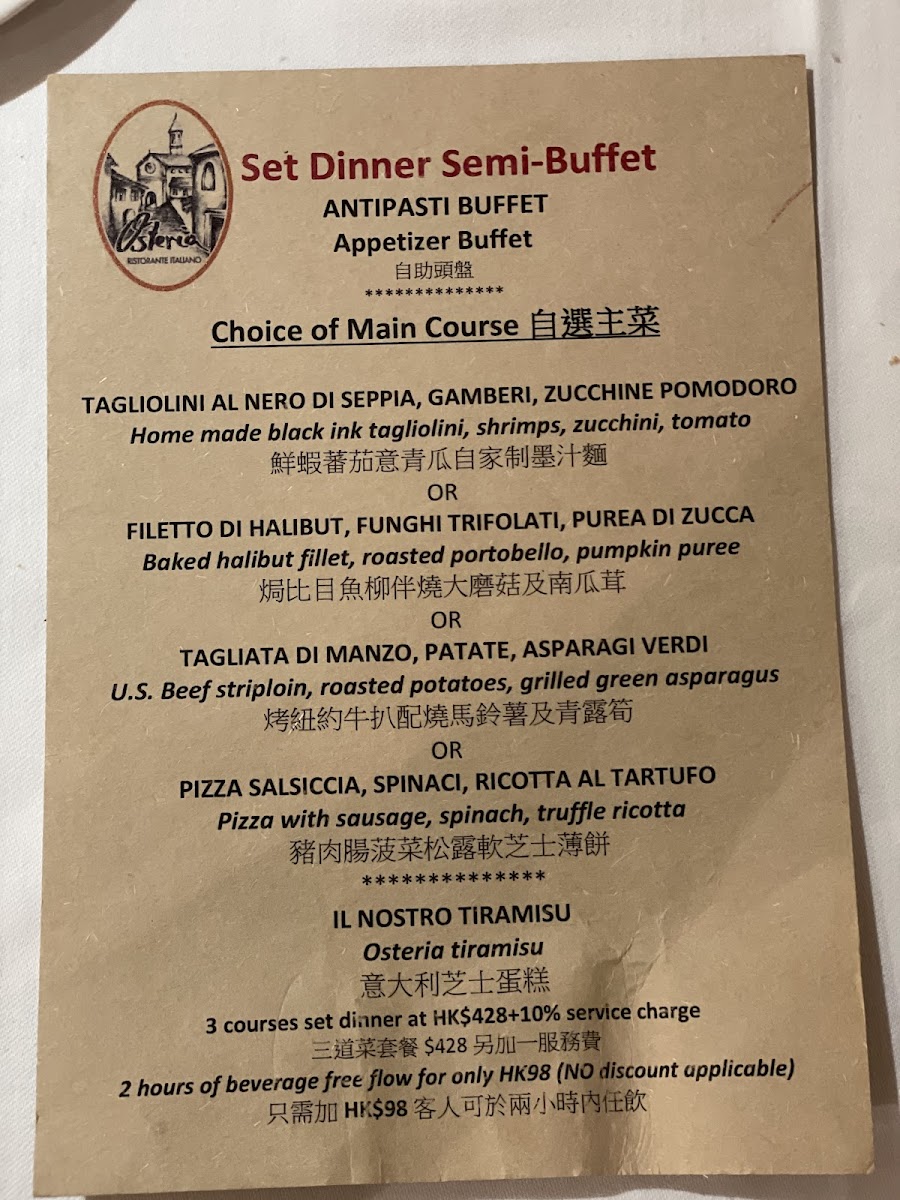 Osteria
RISTORANTE ITALIANO
Set Dinner Semi-Buffet
ANTIPASTI BUFFET
Appetizer Buffet
自助頭盤
**************
Choice of Main Course 自選主菜
TAGLIOLINI AL NERO DI SEPPIA, GAMBERI, ZUCCHINE POMODORO
Home made black ink tagliolini, shrimps, zucchini, tomato
鮮蝦蕃茄意青瓜自家制墨汁麵
OR
FILETTO DI HALIBUT, FUNGHI TRIFOLATI, PUREA DI ZUCCA
Baked halibut fillet, roasted portobello, pumpkin puree
焗比目魚柳伴燒大磨菇及南瓜茸
OR
TAGLIATA DI MANZO, PATATE, ASPARAGI VERDI
U.S. Beef striploin, roasted potatoes, grilled green asparagus
烤紐約牛扒配燒馬鈴薯及青露筍
OR
PIZZA SALSICCIA, SPINACI, RICOTTA AL TARTUFO
Pizza with sausage, spinach, truffle ricotta
豬肉腸菠菜松露軟芝士薄餅
**************
IL NOSTRO TIRAMISU
Osteria tiramisu
意大利芝士蛋糕
3 courses set dinner at HK$428+10% service charge
三道菜套餐 $428 另加一服務費
2 hours of beverage free flow for only HK98 (NO discount applicable)
只需加 HK$98 客人可於兩小時內任飲